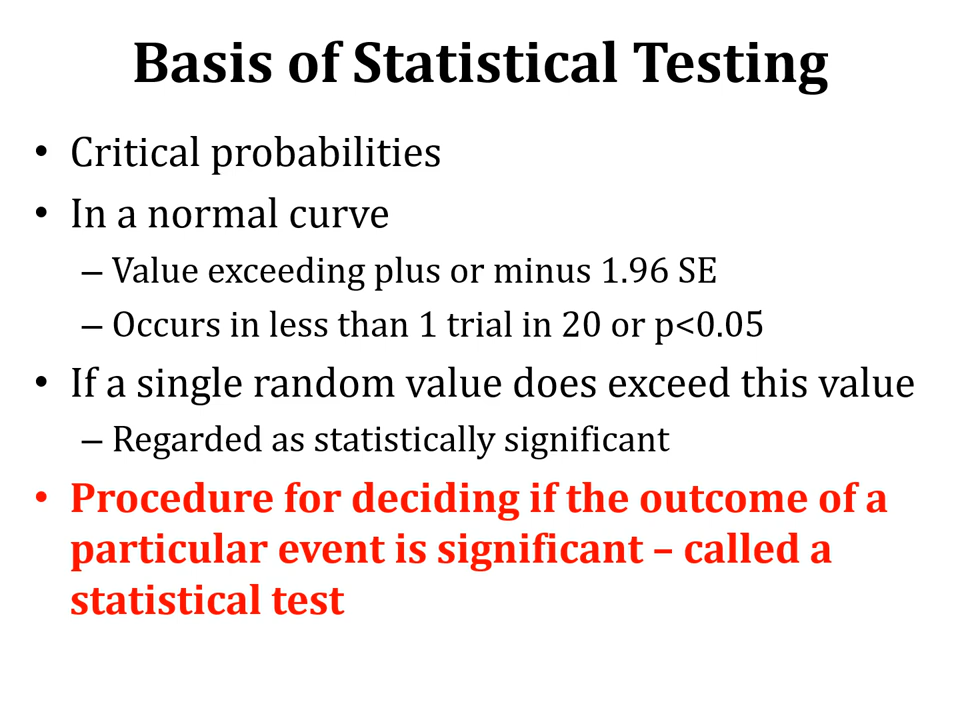 Basis of Statistical Testing
• Critical probabilities
• In a normal curve
– Value exceeding plus or minus 1.96 SE
– Occurs in less than 1 trial in 20 or p<0.05
• If a single random value does exceed this value
– Regarded as statistically significant
• Procedure for deciding if the outcome of a
particular event is significant – called a
statistical test